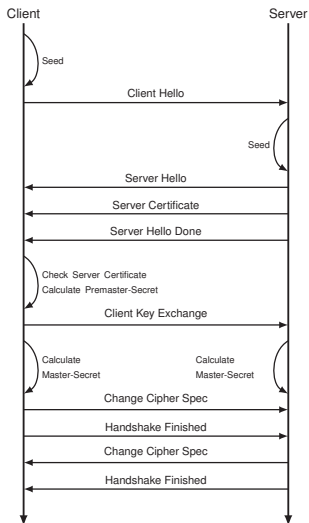 Client
Server
Seed
Client Hello
Seed
Server Hello
Server Certificate
Server Hello Done
Check Server Certificate
Calculate Premaster-Secret
Client Key Exchange
Calculate
Master-Secret
Calculate
Master-Secret
Change Cipher Spec
Handshake Finished
Change Cipher Spec
Handshake Finished